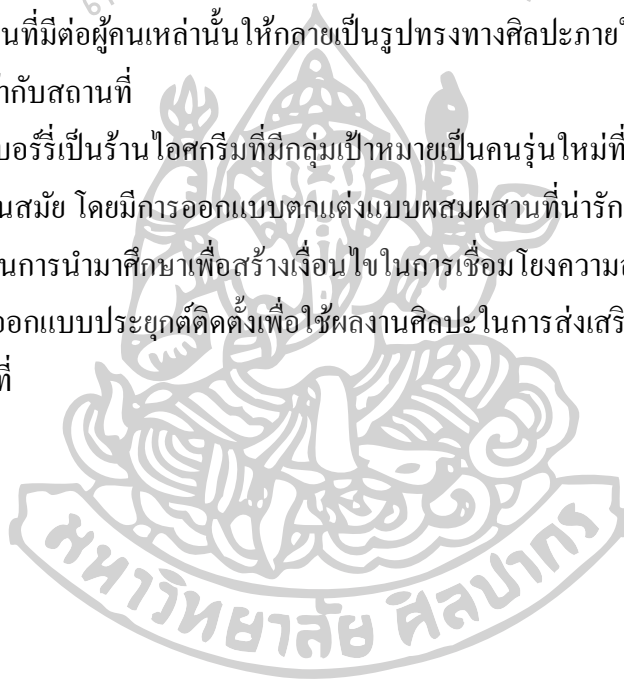 นที่มีต่อผู้คนเหล่านั้นให้กลายเป็นรูปทรงทางศิลปะภายใ
ากับสถานที่
บอร์รี่เป็นร้านไอศกรีมที่มีกลุ่มเป้าหมายเป็นคนรุ่นใหม่ที่
นสมัย โดยมีการออกแบบตกแต่งแบบผสมผสานที่น่ารัก
นการนำมาศึกษาเพื่อสร้างเงื่อนไขในการเชื่อมโยงความส
ออกแบบประยุกต์ติดตั้งเพื่อใช้ผลงานศิลปะในการส่งเสริ
ที่
มหาวิทยาลัย ศิลปากร